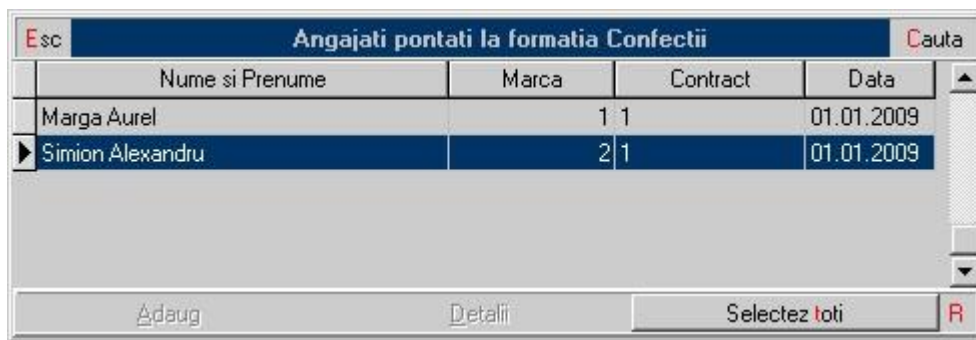 Esc Angajati pontati la formatia Confectii Cauta
Nume si Prenume Marca Contract Data
Marga Aurel 1 1 01.01.2009
Simion Alexandru 2 1 01.01.2009
Adaug Detalii Selectez toti R